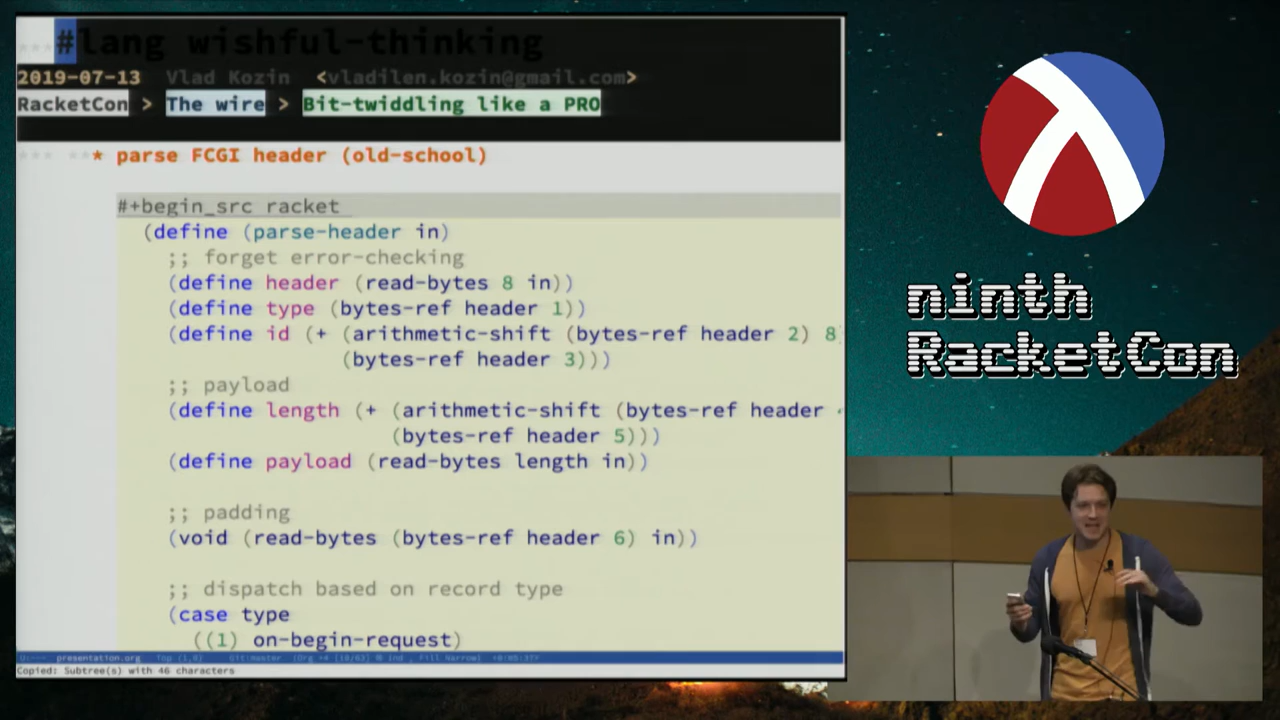 #lang wishful-thinking
2019-07-13 Vlad Kozin <vladilen.kozin@gmail.com>
RacketCon > The wire > Bit-twiddling like a PRO
* parse FCGI header (old-school)
#+begin_src racket
(define (parse-header in)
;; forget error-checking
(define header (read-bytes 8 in))
(define type (bytes-ref header 1))
(define id (+ (arithmetic-shift (bytes-ref header 2) 8)
(bytes-ref header 3)))
;; payload
(define length (+ (arithmetic-shift (bytes-ref header
(bytes-ref header 5)))
(define payload (read-bytes length in))
;; padding
(void (read-bytes (bytes-ref header 6) in))
;; dispatch based on record type
(case type
((1) on-begin-request)
presentation.org Top (1,0) Git:master
Copied: Subtree(s) with 46 characters
ninth
RacketCon